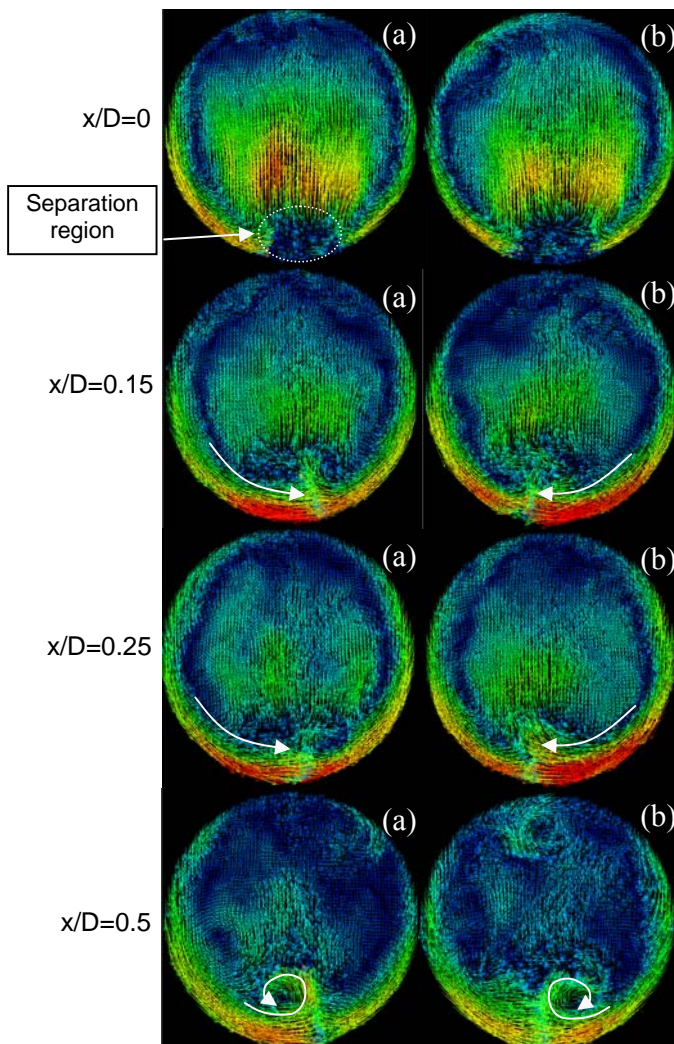 (a) (b)
x/D=0
Separation
region
(a) (b)
x/D=0.15
(a) (b)
x/D=0.25
(a) (b)
x/D=0.5